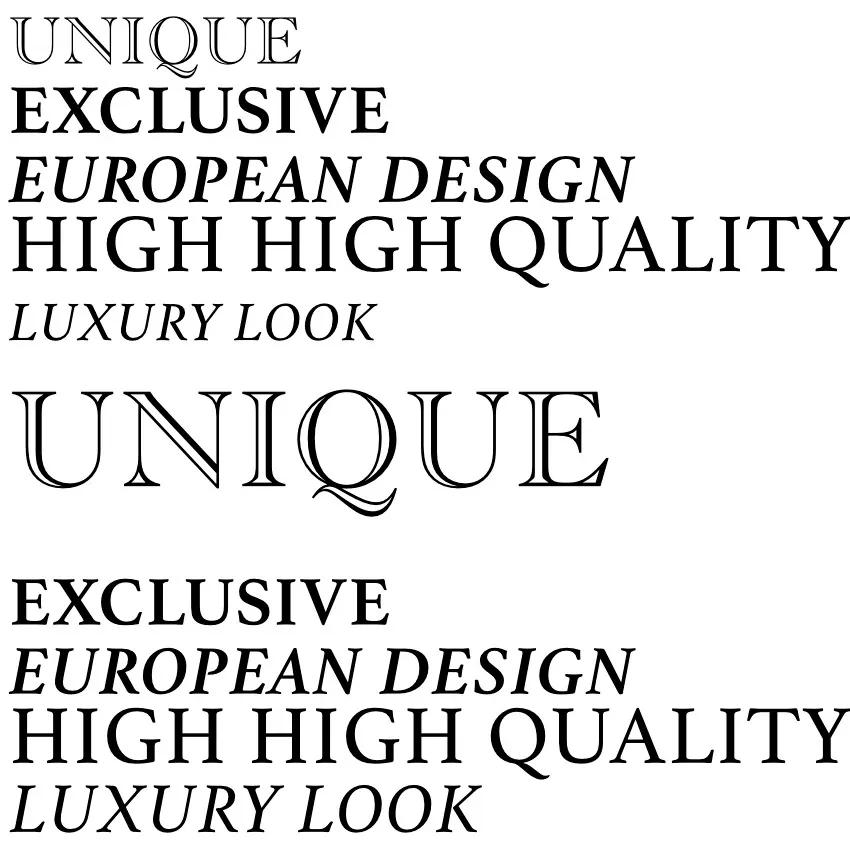 UNIQUE
EXCLUSIVE
EUROPEAN DESIGN
HIGH HIGH QUALITY
LUXURY LOOK
UNIQUE
EXCLUSIVE
EUROPEAN DESIGN
HIGH HIGH QUALITY
LUXURY LOOK